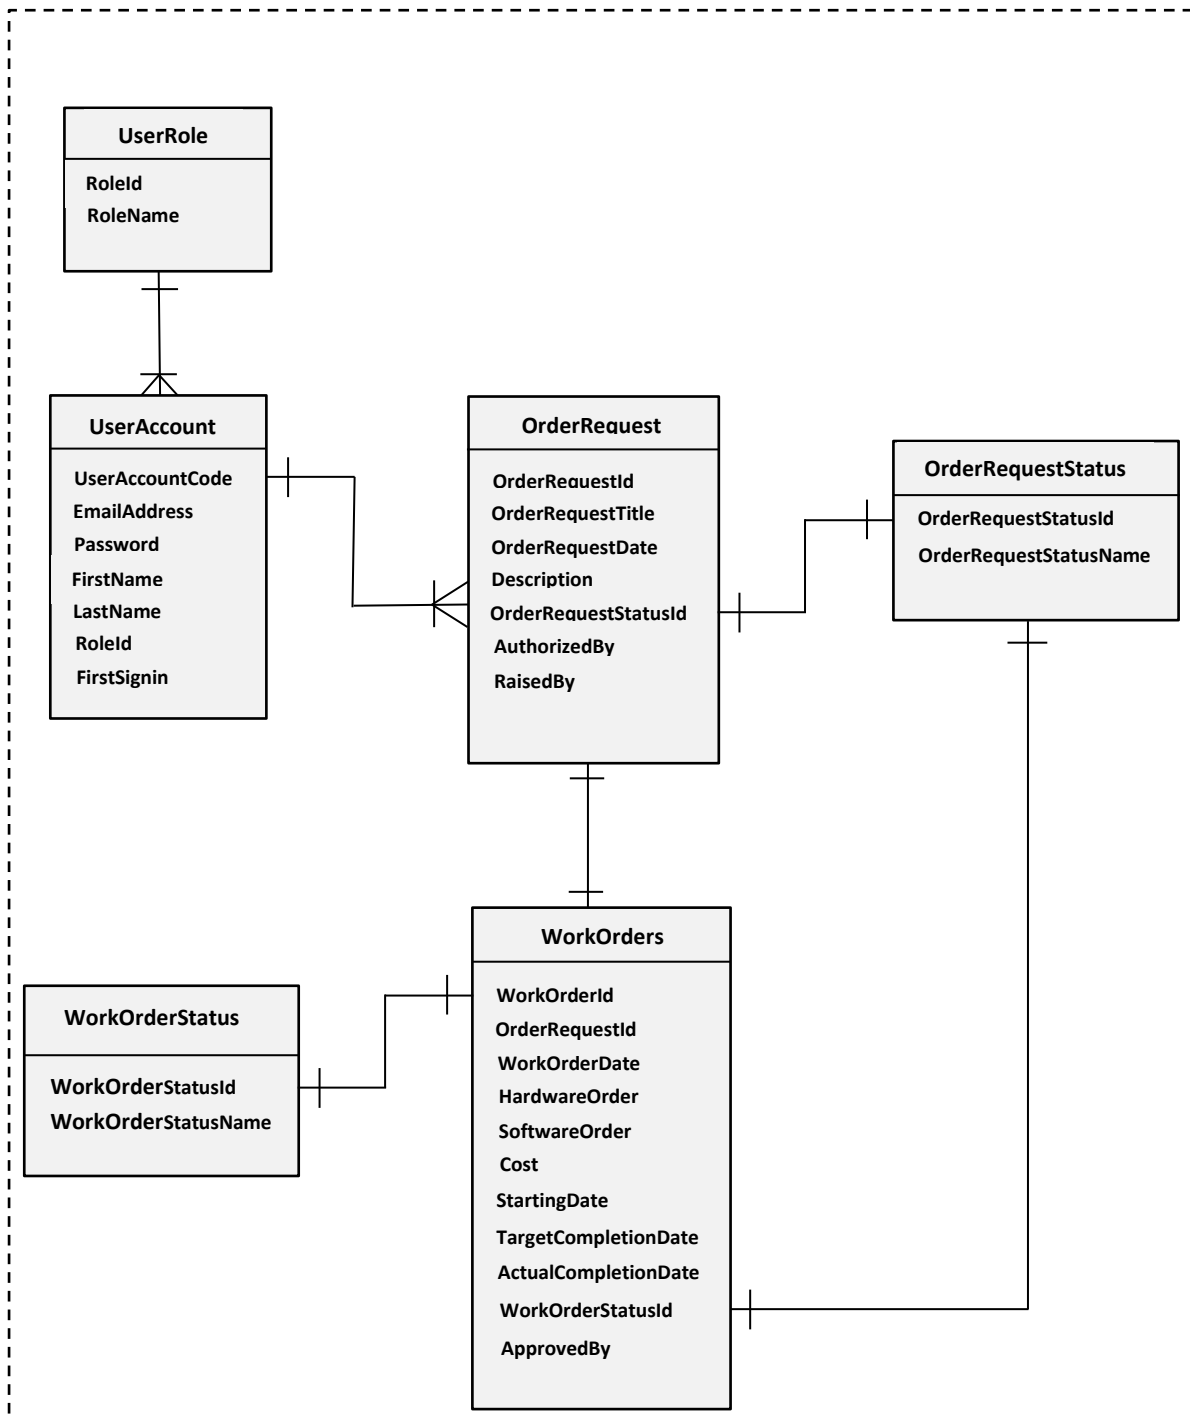 UserRole
RoleId
RoleName
UserAccount
UserAccountCode
EmailAddress
Password
FirstName
LastName
RoleId
FirstSignin
OrderRequest
OrderRequestId
OrderRequestTitle
OrderRequestDate
Description
OrderRequestStatusId
AuthorizedBy
RaisedBy
OrderRequestStatus
OrderRequestStatusId
OrderRequestStatusName
WorkOrderStatus
WorkOrderStatusId
WorkOrderStatusName
WorkOrders
WorkOrderId
OrderRequestId
WorkOrderDate
HardwareOrder
SoftwareOrder
Cost
StartingDate
TargetCompletionDate
ActualCompletionDate
WorkOrderStatusId
ApprovedBy